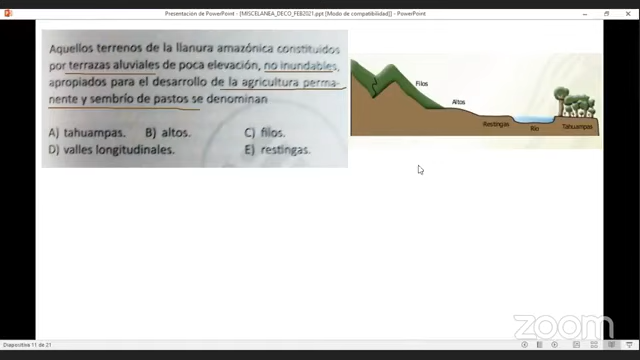 Presentación de PowerPoint - [MISCELANEA_DECO_FEB2021.ppt [Modo de compatibilidad]] - PowerPoint
Aquellos terrenos de la llanura amazónica constituidos
por terrazas aluviales de poca elevación, no inundables,
apropiados para el desarrollo de la agricultura perma-
nente y sembrío de pastos se denominan
A) tahuampas. B) altos. C) filos.
D) valles longitudinales. E) restingas.
Filos
Altos
Restingas
Río
Tahuampas
zoom
Diapositiva 11 de 21